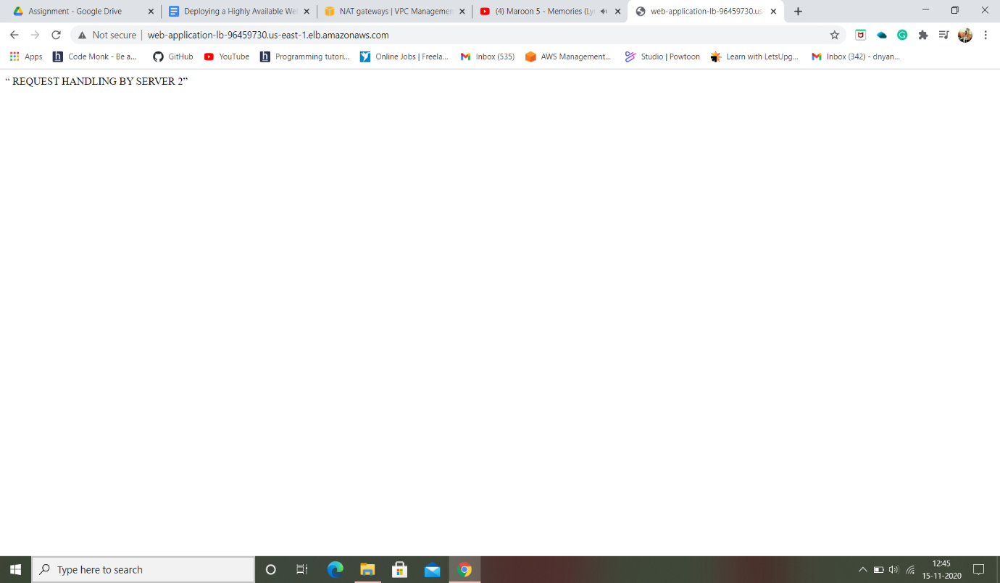 Assignment - Google Drive
Deploying a Highly Available We
NAT gateways | VPC Managemen
(4) Maroon 5 - Memories (Ly
web-application-lb-96459730.us
Not secure | web-application-lb-96459730.us-east-1.elb.amazonaws.com
Apps
Code Monk - Be a...
GitHub
YouTube
Programming tutori...
Online Jobs | Freela...
Inbox (535)
AWS Management...
Studio | Powtoon
Learn with LetsUpg...
Inbox (342) - dnyan...
“ REQUEST HANDLING BY SERVER 2”
Type here to search
12:45
15-11-2020